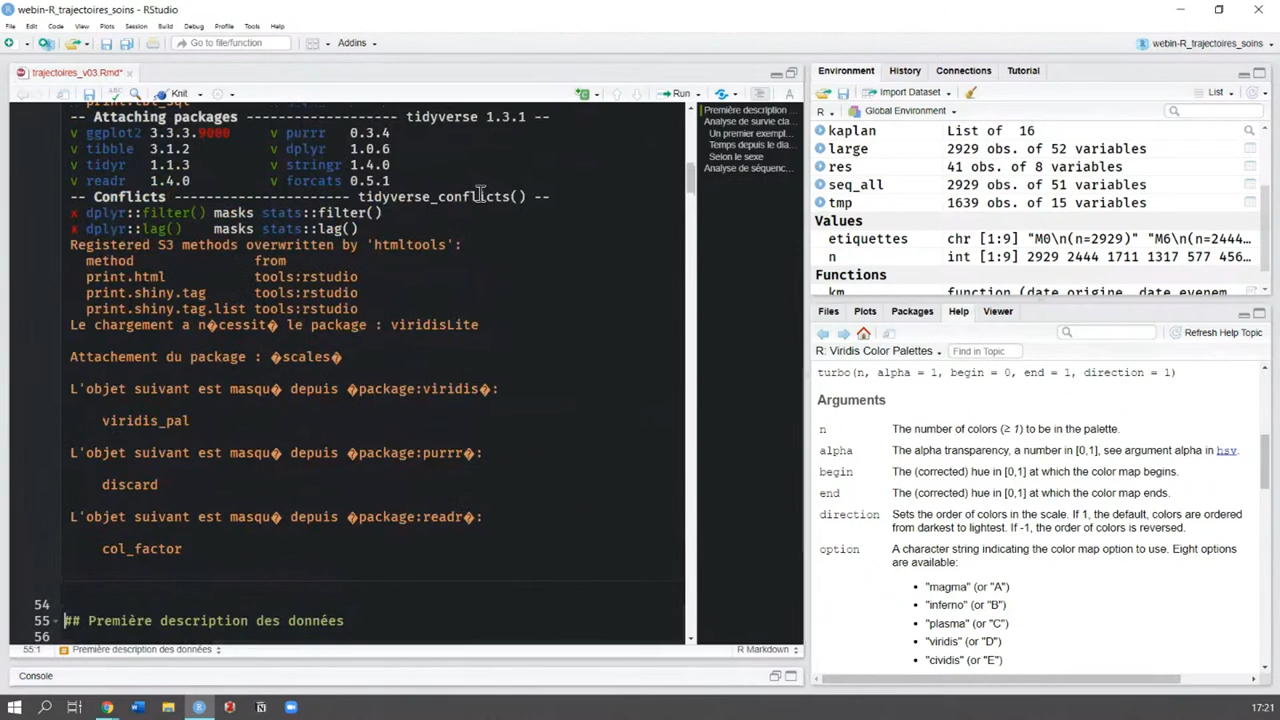 webin-R_trajectoires_soins - RStudio
File Edit Code View Plots Session Build Debug Profile Tools Help
Go to file/function Addins webin-R_trajectoires_soins
trajectoires_v03.Rmd*
Knit Run
-- Attaching packages ------------------- tidyverse 1.3.1 --
v ggplot2 3.3.3.9000 v purrr 0.3.4
v tibble 3.1.2 v dplyr 1.0.6
v tidyr 1.1.3 v stringr 1.4.0
v readr 1.4.0 v forcats 0.5.1
-- Conflicts ---------------------- tidyverse_conflicts() --
x dplyr::filter() masks stats::filter()
x dplyr::lag() masks stats::lag()
Registered S3 methods overwritten by 'htmltools':
method from
print.html tools:rstudio
print.shiny.tag tools:rstudio
print.shiny.tag.list tools:rstudio
Le chargement a n�cessit� le package : viridisLite
Attachement du package : �scales�
L'objet suivant est masqu� depuis �package:viridis�:
viridis_pal
L'objet suivant est masqu� depuis �package:purrr�:
discard
L'objet suivant est masqu� depuis �package:readr�:
col_factor
54
55 ## Première description des données
56
55:1 Première description des données R Markdown
Console
Première description
Analyse de survie cla...
Un premier exempl...
Temps depuis le dia...
Selon le sexe
Analyse de séquenc...
Environment History Connections Tutorial
Import Dataset List
R Global Environment
kaplan List of 16
large 2929 obs. of 52 variables
res 41 obs. of 8 variables
seq_all 2929 obs. of 51 variables
tmp 1639 obs. of 15 variables
Values
etiquettes chr [1:9] "M0\n(n=2929)" "M6\n(n=2444...
n int [1:9] 2929 2444 1711 1317 577 456...
Functions
km function (date_origine, date_evenem...
Files Plots Packages Help Viewer
Refresh Help Topic
R: Viridis Color Palettes Find in Topic
turbo(n, alpha = 1, begin = 0, end = 1, direction = 1)
Arguments
n The number of colors (≥ 1) to be in the palette.
alpha The alpha transparency, a number in [0,1], see argument alpha in hsv.
begin The (corrected) hue in [0,1] at which the color map begins.
end The (corrected) hue in [0,1] at which the color map ends.
direction Sets the order of colors in the scale. If 1, the default, colors are ordered
from darkest to lightest. If -1, the order of colors is reversed.
option A character string indicating the color map option to use. Eight options
are available:
• "magma" (or "A")
• "inferno" (or "B")
• "plasma" (or "C")
• "viridis" (or "D")
• "cividis" (or "E")
17:21